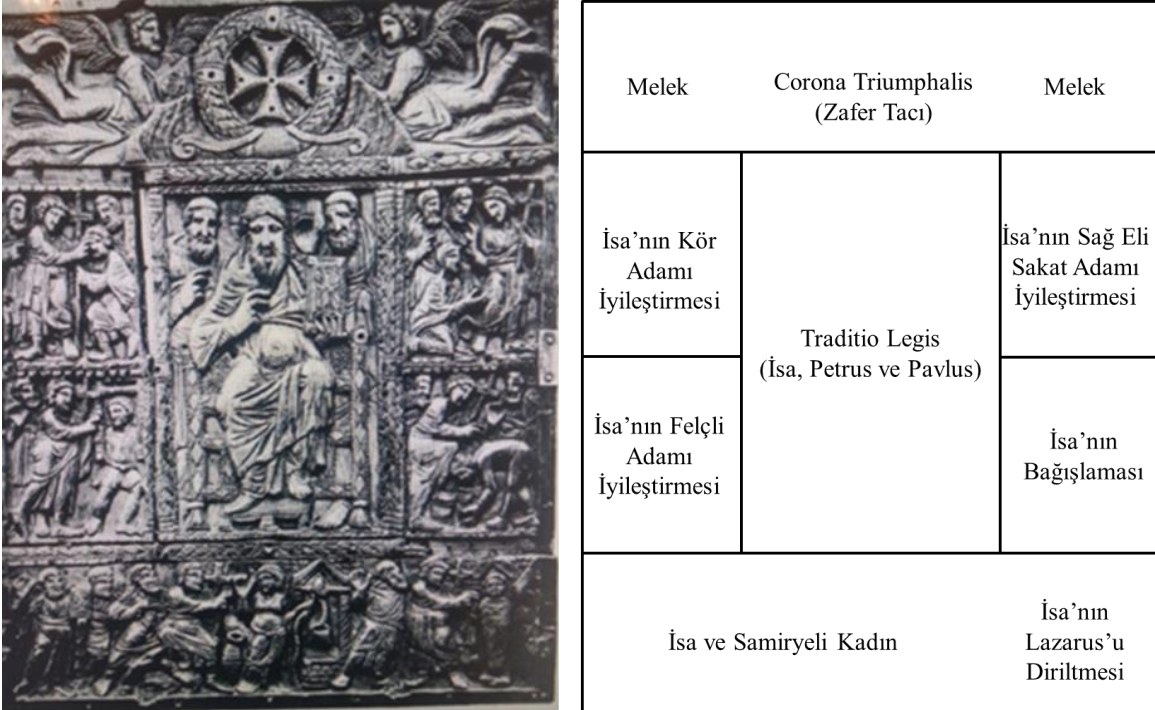 Melek
Corona Triumphalis
(Zafer Tacı)
Melek
İsa’nın Kör
Adamı
İyileştirmesi
Traditio Legis
(İsa, Petrus ve Pavlus)
İsa’nın Sağ Eli
Sakat Adamı
İyileştirmesi
İsa’nın Felçli
Adamı
İyileştirmesi
İsa’nın
Bağışlaması
İsa ve Samiryeli Kadın
İsa’nın
Lazarus’u
Diriltmesi